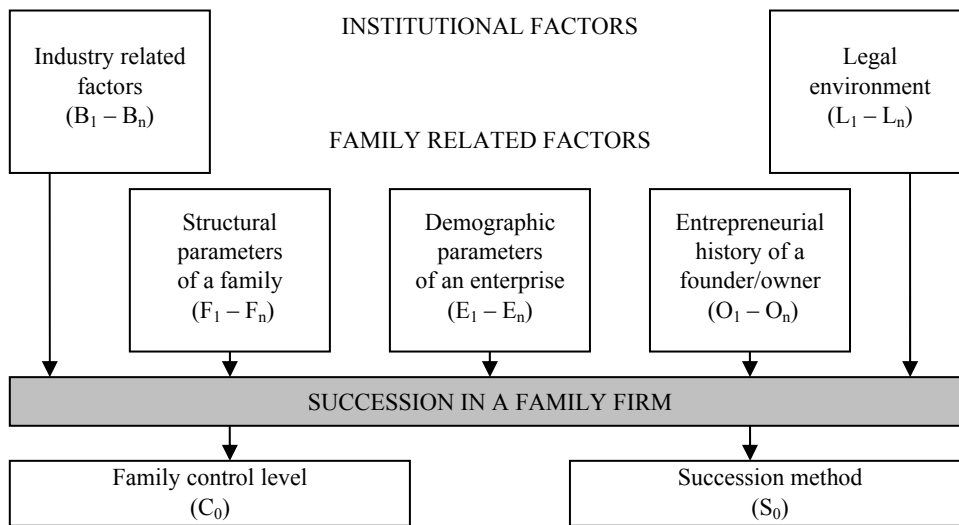 INSTITUTIONAL FACTORS
Industry related
factors
(B₁ – Bₙ)
Legal
environment
(L₁ – Lₙ)
FAMILY RELATED FACTORS
Structural
parameters
of a family
(F₁ – Fₙ)
Demographic
parameters
of an enterprise
(E₁ – Eₙ)
Entrepreneurial
history of a
founder/owner
(O₁ – Oₙ)
SUCCESSION IN A FAMILY FIRM
Family control level
(C₀)
Succession method
(S₀)